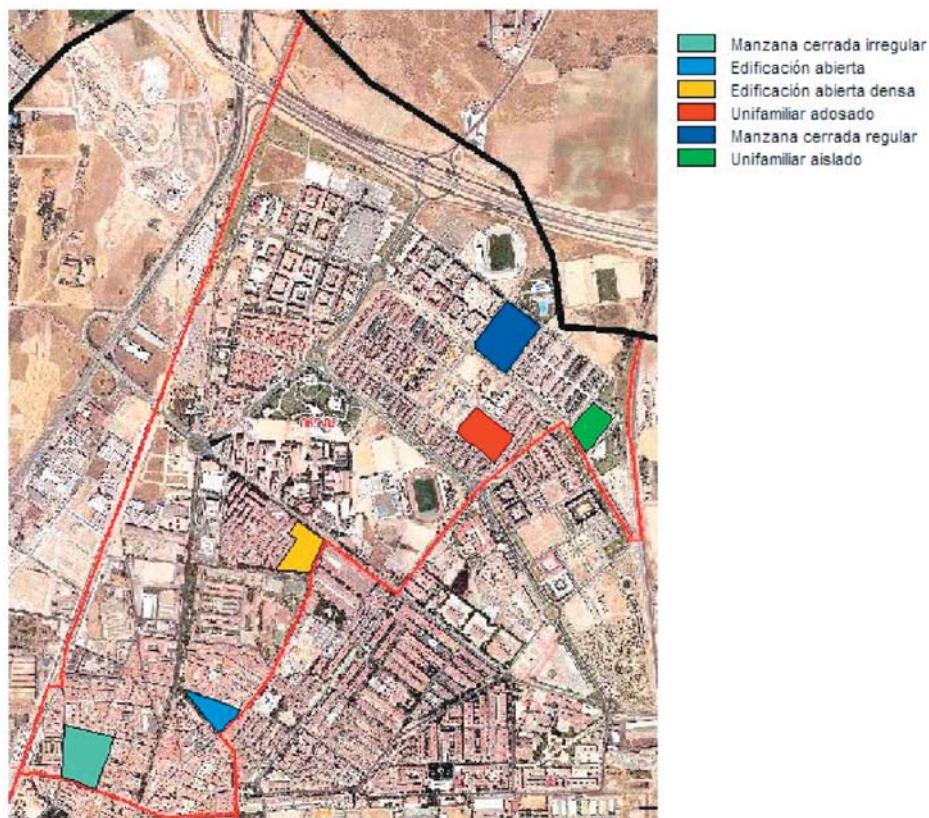 Manzana cerrada irregular
Edificación abierta
Edificación abierta densa
Unifamiliar adosado
Manzana cerrada regular
Unifamiliar aislado